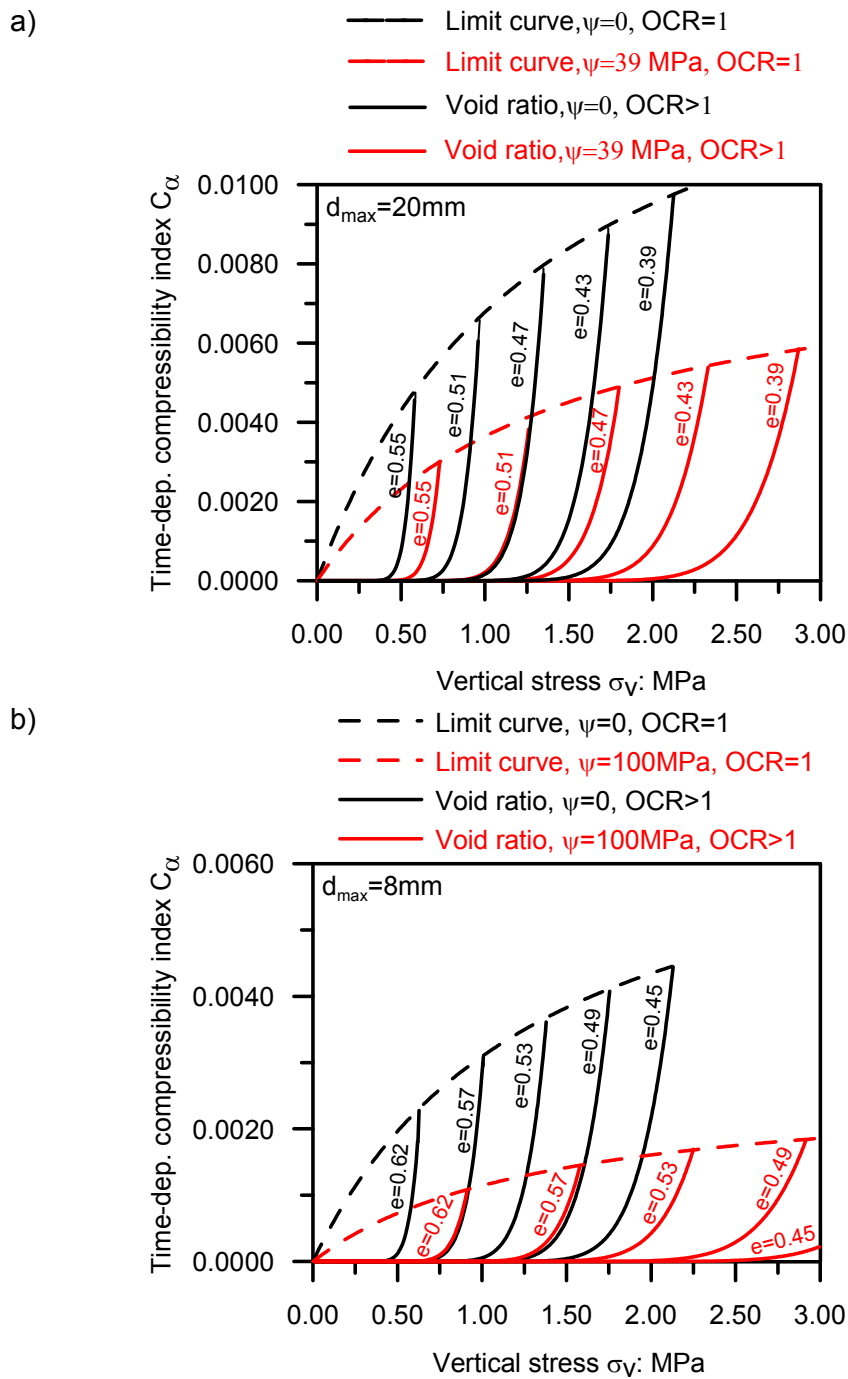 a)
Limit curve,ψ=0, OCR=1
Limit curve,ψ=39 MPa, OCR=1
Void ratio,ψ=0, OCR>1
Void ratio,ψ=39 MPa, OCR>1
d_max=20mm
Time-dep. compressibility index C_α
0.0100
0.0080
0.0060
0.0040
0.0020
0.0000
e=0.55
e=0.51
e=0.47
e=0.43
e=0.39
e=0.55
e=0.51
e=0.47
e=0.43
e=0.39
0.00 0.50 1.00 1.50 2.00 2.50 3.00
Vertical stress σ_v: MPa
b)
Limit curve, ψ=0, OCR=1
Limit curve, ψ=100MPa, OCR=1
Void ratio, ψ=0, OCR>1
Void ratio, ψ=100MPa, OCR>1
d_max=8mm
Time-dep. compressibility index C_α
0.0060
0.0040
0.0020
0.0000
e=0.62
e=0.57
e=0.53
e=0.49
e=0.45
e=0.62
e=0.57
e=0.53
e=0.49
e=0.45
0.00 0.50 1.00 1.50 2.00 2.50 3.00
Vertical stress σ_v: MPa